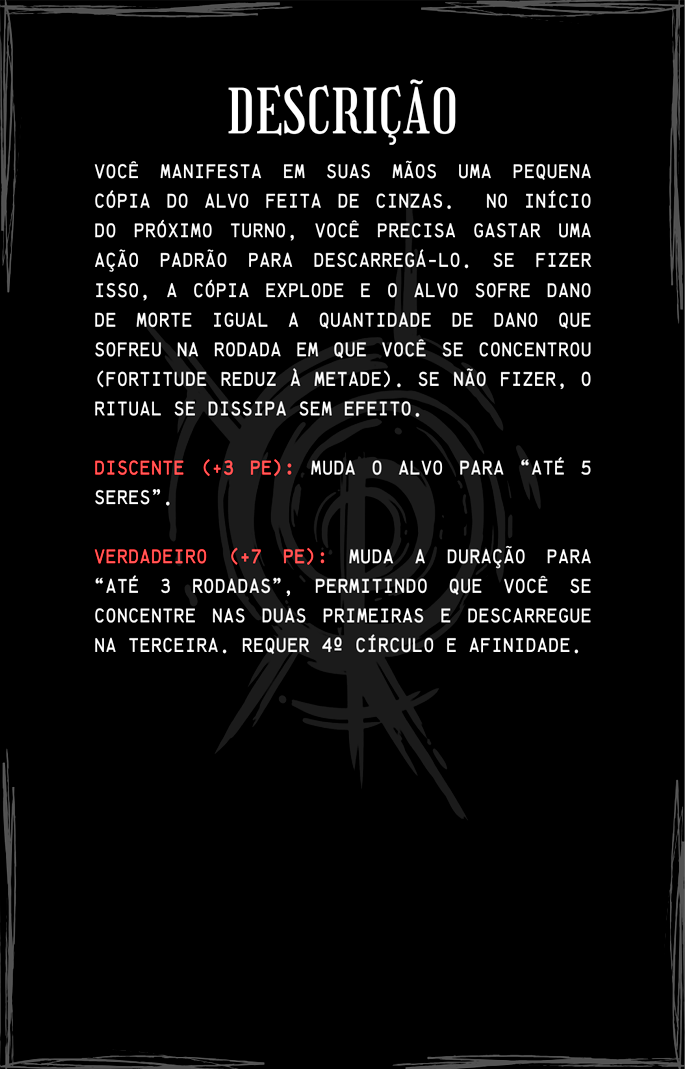 DESCRIÇÃO
VOCÊ MANIFESTA EM SUAS MÃOS UMA PEQUENA
CÓPIA DO ALVO FEITA DE CINZAS. NO INÍCIO
DO PRÓXIMO TURNO, VOCÊ PRECISA GASTAR UMA
AÇÃO PADRÃO PARA DESCARREGÁ-LO. SE FIZER
ISSO, A CÓPIA EXPLODE E O ALVO SOFRE DANO
DE MORTE IGUAL A QUANTIDADE DE DANO QUE
SOFREU NA RODADA EM QUE VOCÊ SE CONCENTROU
(FORTITUDE REDUZ À METADE). SE NÃO FIZER, O
RITUAL SE DISSIPA SEM EFEITO.
DISCENTE (+3 PE): MUDA O ALVO PARA “ATÉ 5
SERES”.
VERDADEIRO (+7 PE): MUDA A DURAÇÃO PARA
“ATÉ 3 RODADAS”, PERMITINDO QUE VOCÊ SE
CONCENTRE NAS DUAS PRIMEIRAS E DESCARREGUE
NA TERCEIRA. REQUER 4º CÍRCULO E AFINIDADE.